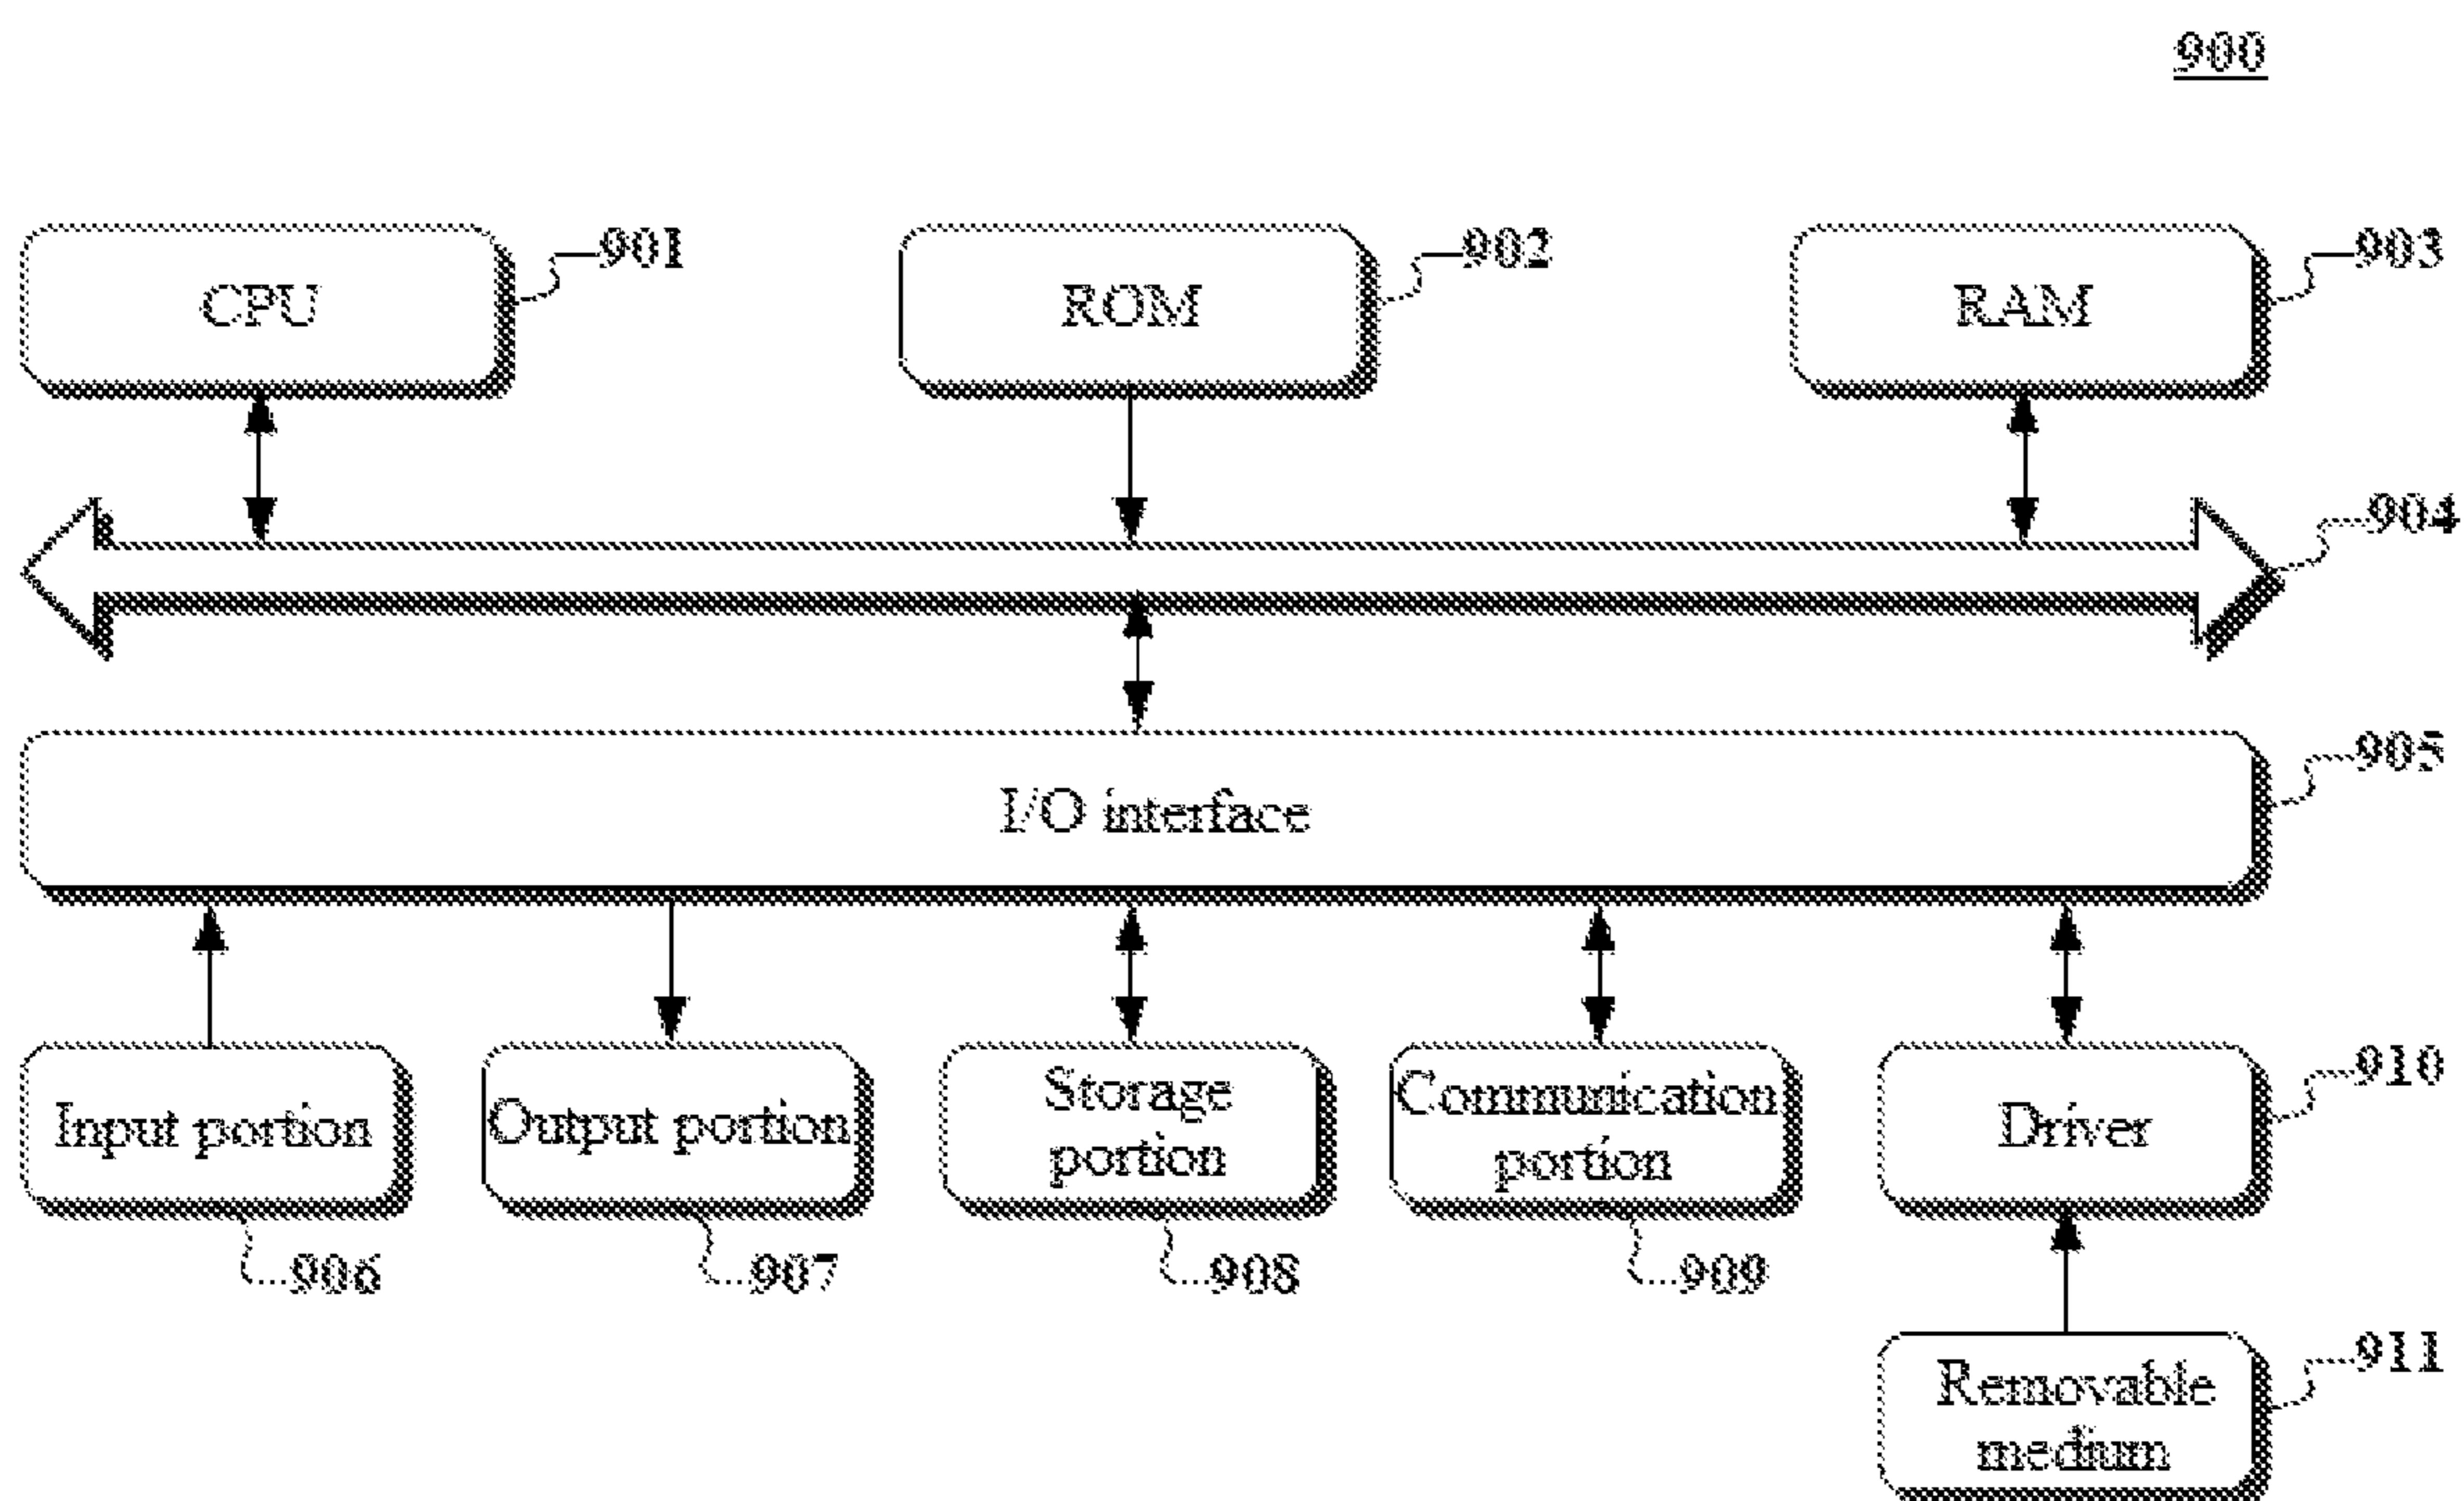 900
CPU
901
ROM
902
RAM
903
904
I/O interface
905
Input portion
906
Output portion
907
Storage
portion
908
Communication
portion
909
Driver
910
Removable
medium
911